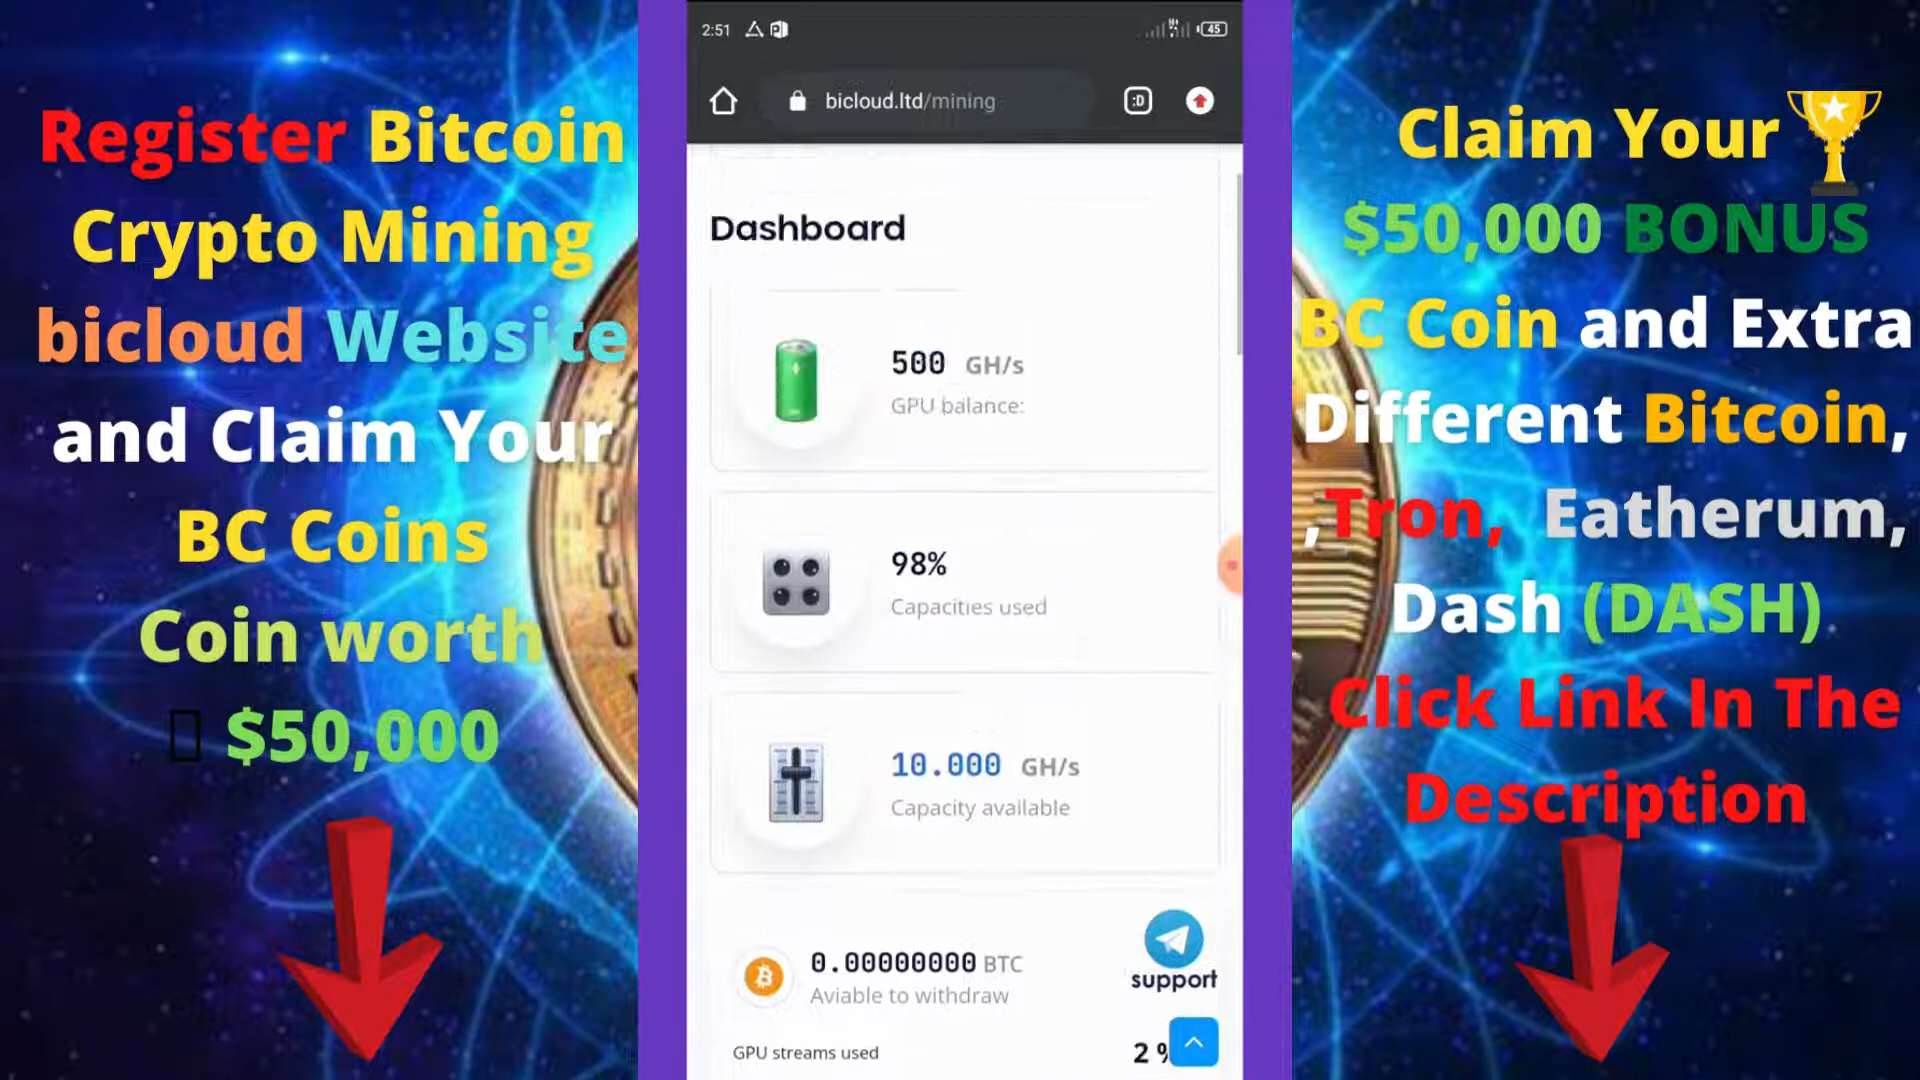 Register Bitcoin
Crypto Mining
bicloud Website
and Claim Your
BC Coins
Coin worth
$50,000
2:51
45
bicloud.ltd/mining
:D
Dashboard
500 GH/s
GPU balance:
98%
Capacities used
10.000 GH/s
Capacity available
0.00000000 BTC
Aviable to withdraw
support
GPU streams used
2 %
Claim Your
$50,000 BONUS
BC Coin and Extra
Different Bitcoin,
,Tron, Eatherum,
Dash (DASH)
Click Link In The
Description